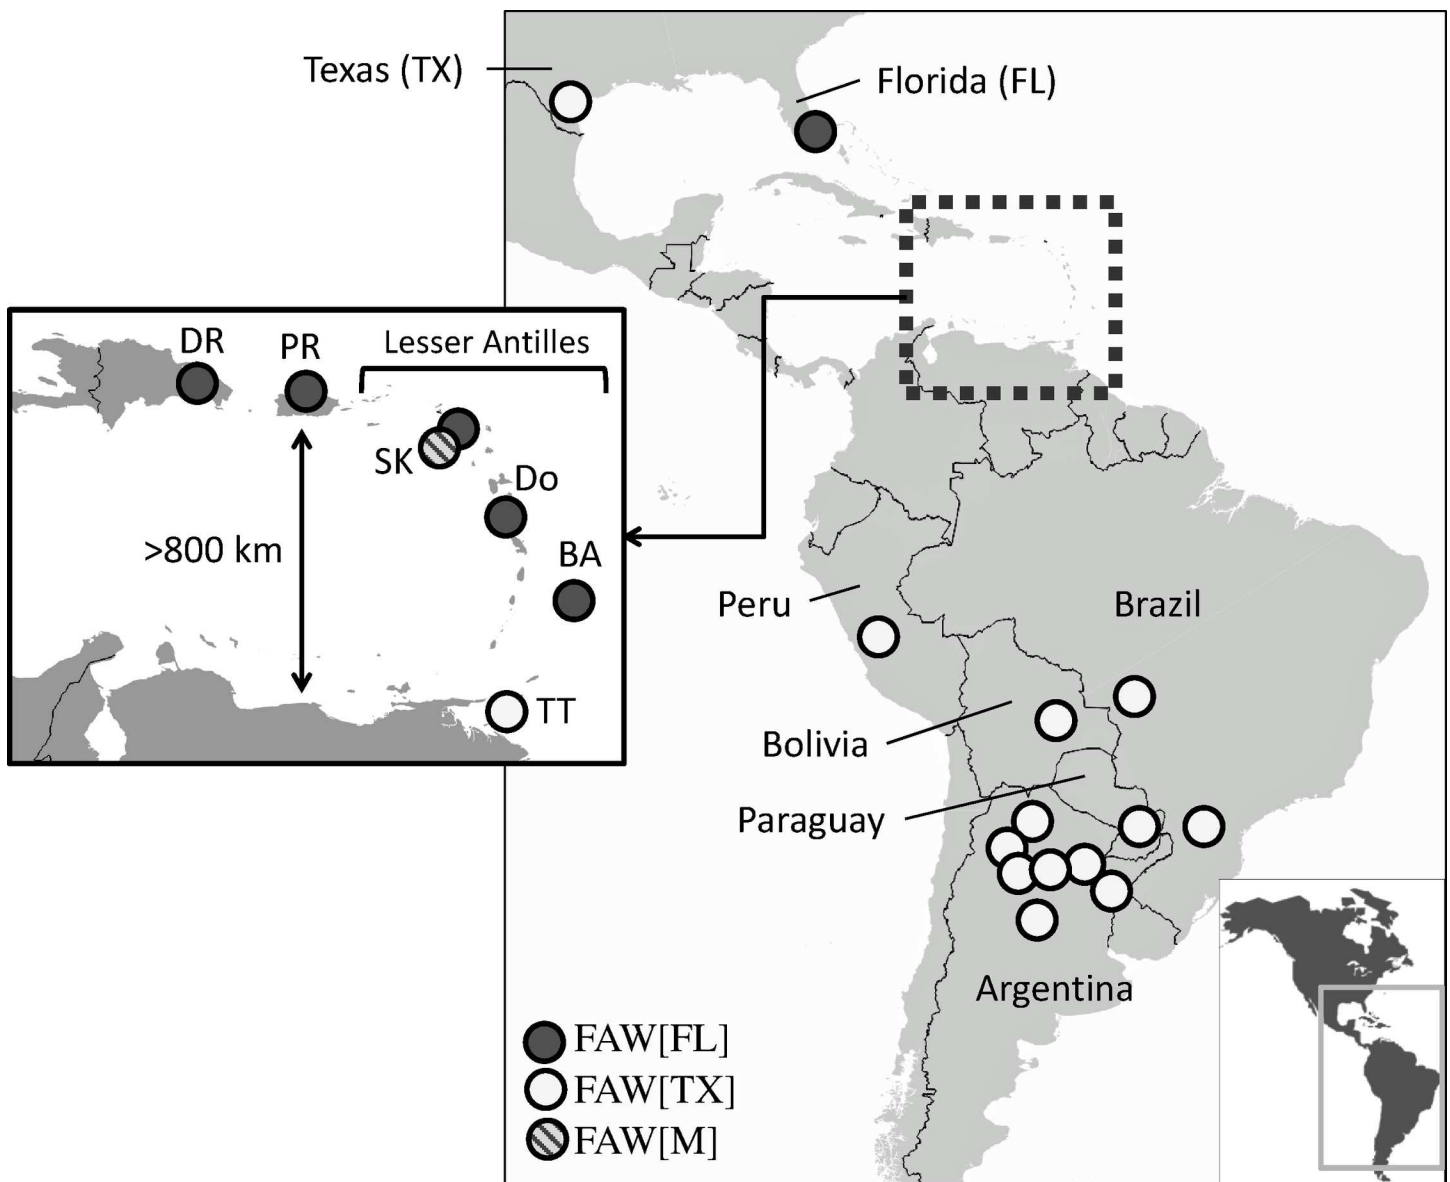 Texas (TX)
Florida (FL)
DR
PR
Lesser Antilles
SK
Do
>800 km
BA
TT
Peru
Brazil
Bolivia
Paraguay
Argentina
FAW[FL]
FAW[TX]
FAW[M]